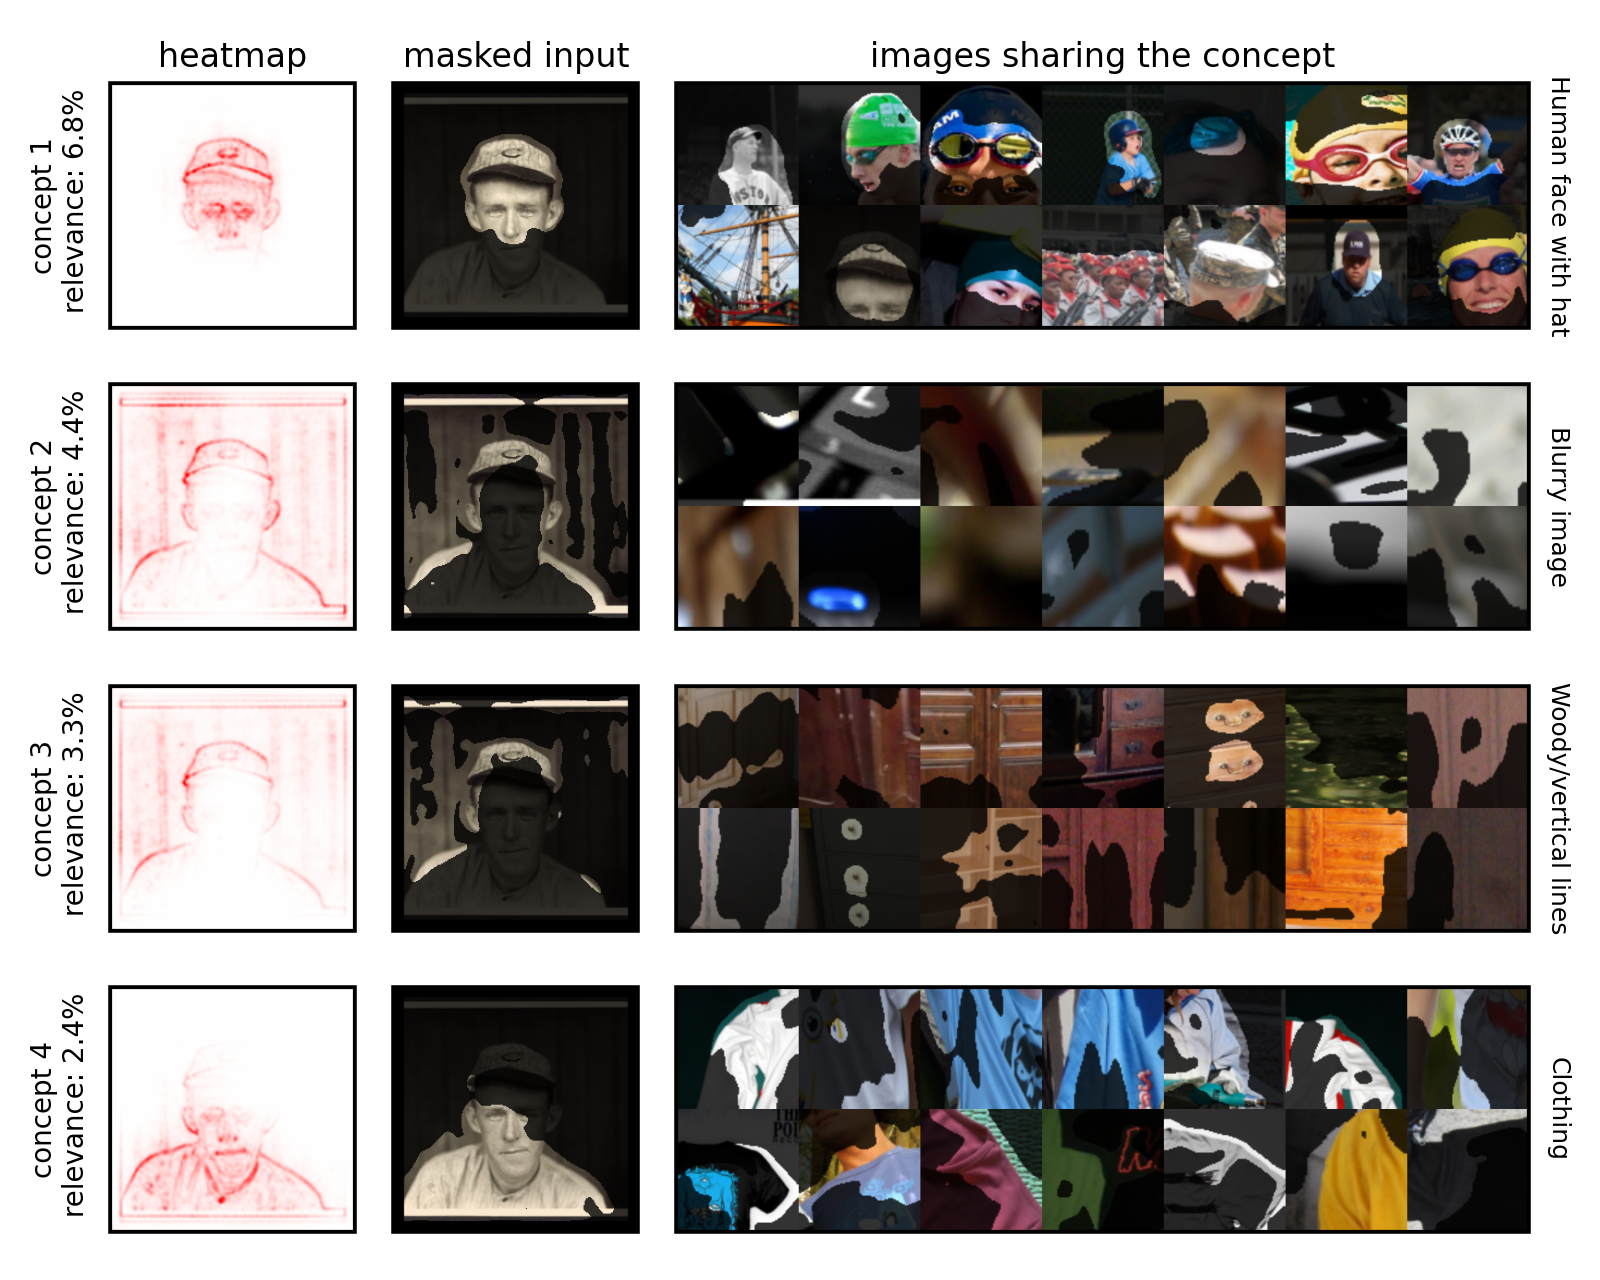 heatmap
masked input
images sharing the concept
concept 1
relevance: 6.8%
Human face with hat
concept 2
relevance: 4.4%
Blurry image
concept 3
relevance: 3.3%
Woody/vertical lines
concept 4
relevance: 2.4%
Clothing